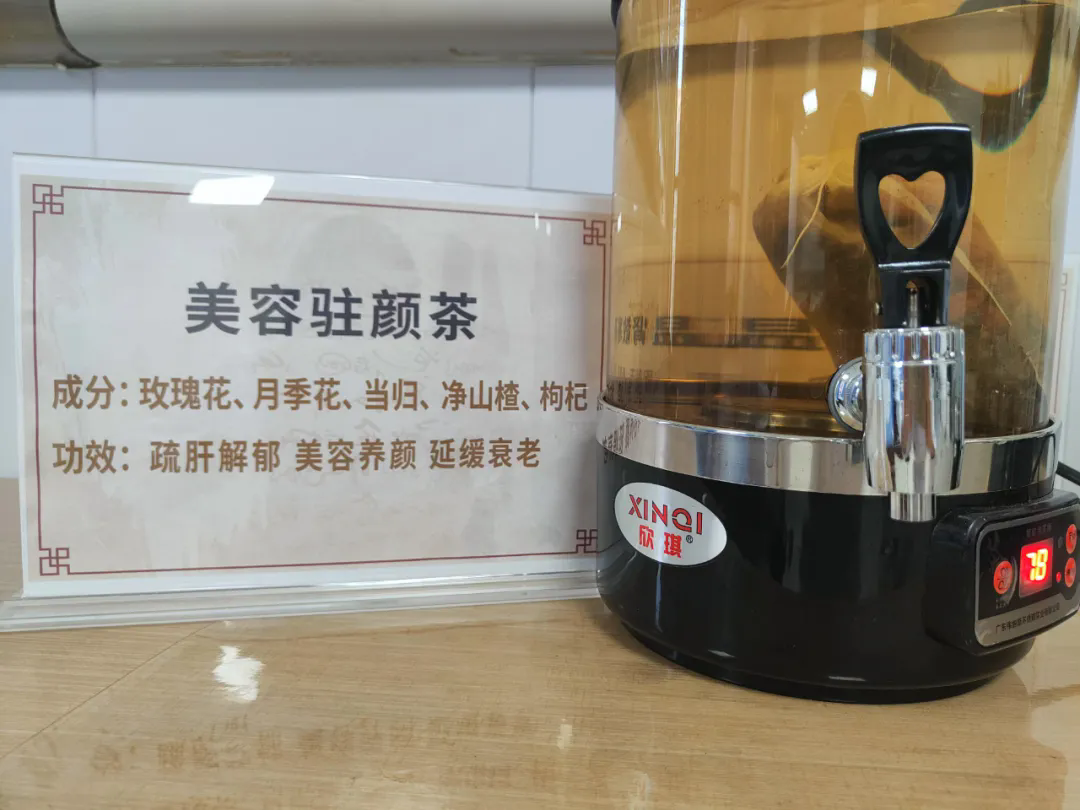 美容驻颜茶
成分：玫瑰花、月季花、当归、净山楂、枸杞
功效：疏肝解郁 美容养颜 延缓衰老
XINQI
欣琪®
78